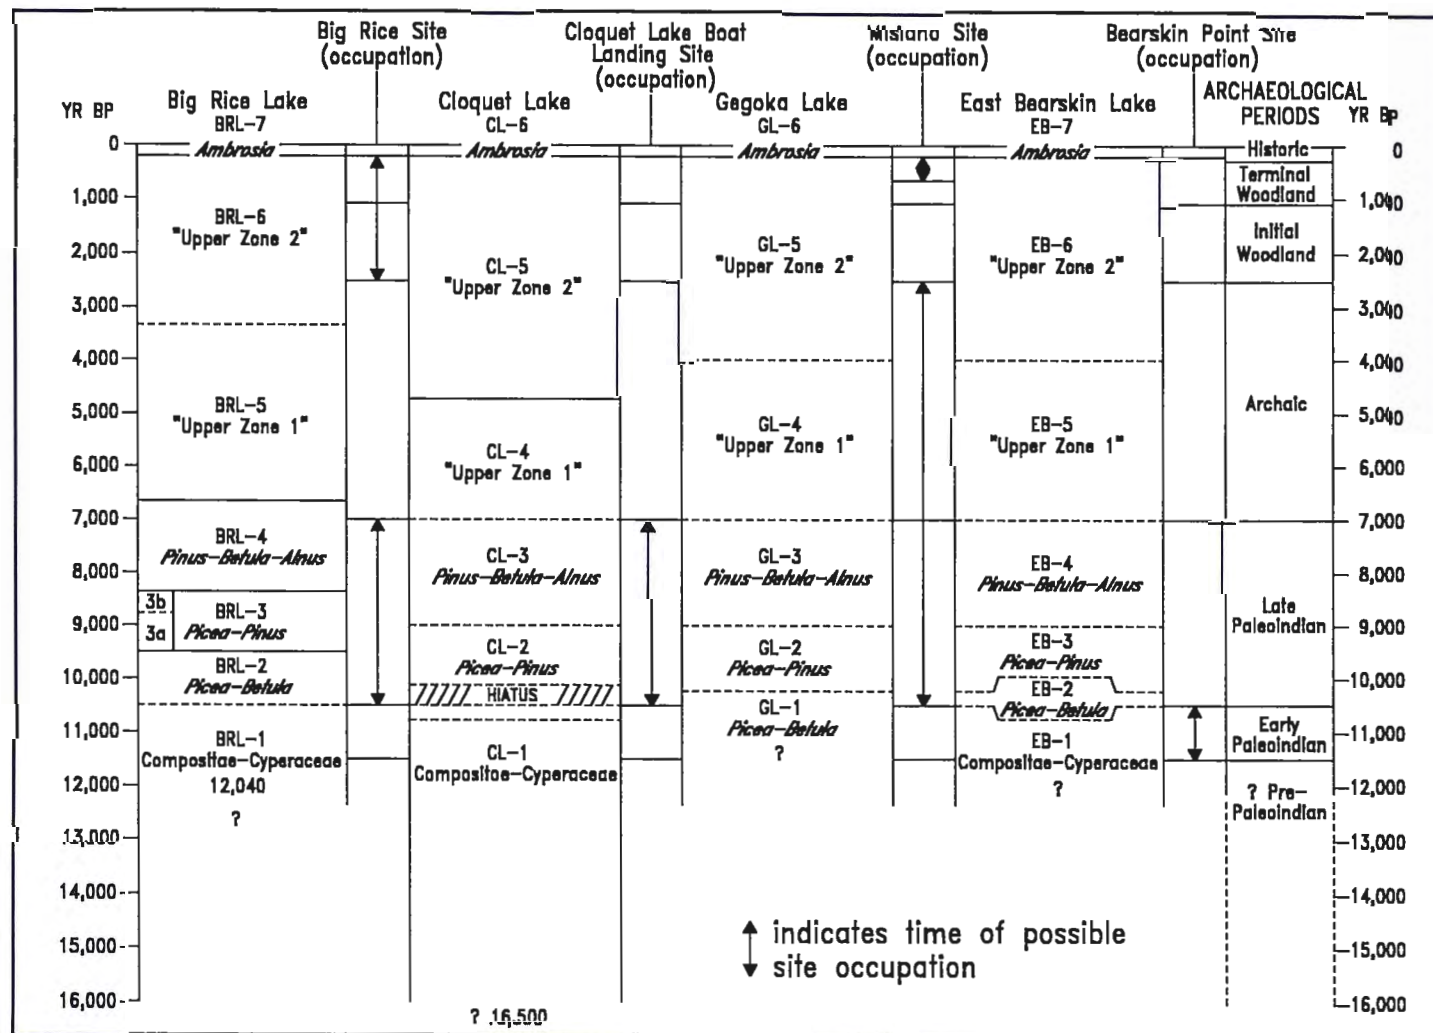 Big Rice Site
(occupation)
Cloquet Lake Boat
Landing Site
(occupation)
Site
(occupation)
Bearskin Point Site
(occupation)
YR BP
Big Rice Lake
BRL-7
Ambrosia
BRL-6
"Upper Zone 2"
BRL-5
"Upper Zone 1"
BRL-4
Pinus-Betula-Alnus
3b
3a
BRL-3
Picea-Pinus
BRL-2
Picea-Betula
BRL-1
Compositae-Cyperaceae
12,040
?
Cloquet Lake
CL-6
Ambrosia
CL-5
"Upper Zone 2"
CL-4
"Upper Zone 1"
CL-3
Pinus-Betula-Alnus
CL-2
Picea-Pinus
HIATUS
CL-1
Compositae-Cyperaceae
? 16,500
Gegoka Lake
GL-6
Ambrosia
GL-5
"Upper Zone 2"
GL-4
"Upper Zone 1"
GL-3
Pinus-Betula-Alnus
GL-2
Picea-Pinus
GL-1
Picea-Betula
?
East Bearskin Lake
EB-7
Ambrosia
EB-6
"Upper Zone 2"
EB-5
"Upper Zone 1"
EB-4
Pinus-Betula-Alnus
EB-3
Picea-Pinus
EB-2
Picea-Betula
EB-1
Compositae-Cyperaceae
?
ARCHAEOLOGICAL
PERIODS
Historic
Terminal
Woodland
Initial
Woodland
Archaic
Late
Paleoindian
Early
Paleoindian
? Pre-
Paleoindian
YR BP
0
1,000
2,000
3,000
4,000
5,000
6,000
7,000
8,000
9,000
10,000
11,000
12,000
13,000
14,000
15,000
16,000
0
1,000
2,000
3,000
4,000
5,000
6,000
7,000
8,000
9,000
10,000
11,000
12,000
13,000
14,000
15,000
16,000
indicates time of possible
site occupation